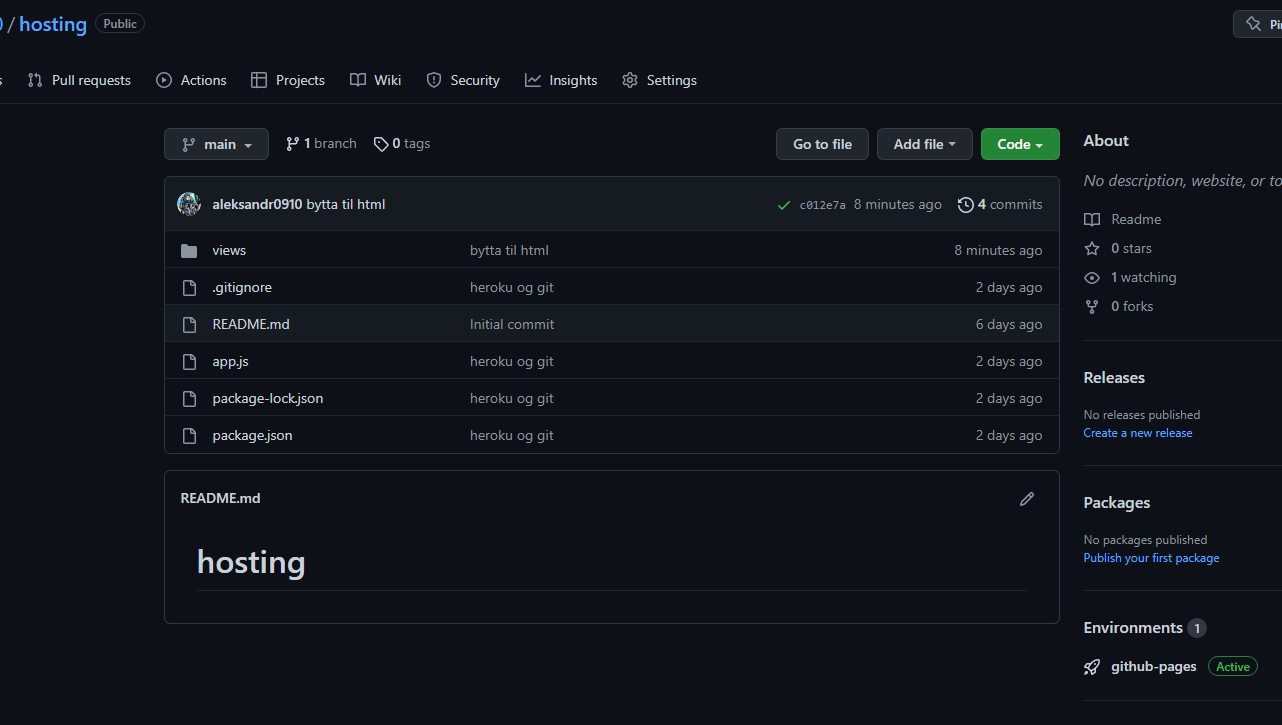 / hosting Public
Pull requests Actions Projects Wiki Security Insights Settings
main 1 branch 0 tags Go to file Add file Code
aleksandr0910 bytta til html c012e7a 8 minutes ago 4 commits
views bytta til html 8 minutes ago
.gitignore heroku og git 2 days ago
README.md Initial commit 6 days ago
app.js heroku og git 2 days ago
package-lock.json heroku og git 2 days ago
package.json heroku og git 2 days ago
README.md
hosting
About
No description, website, or to
Readme
0 stars
1 watching
0 forks
Releases
No releases published
Create a new release
Packages
No packages published
Publish your first package
Environments 1
github-pages Active